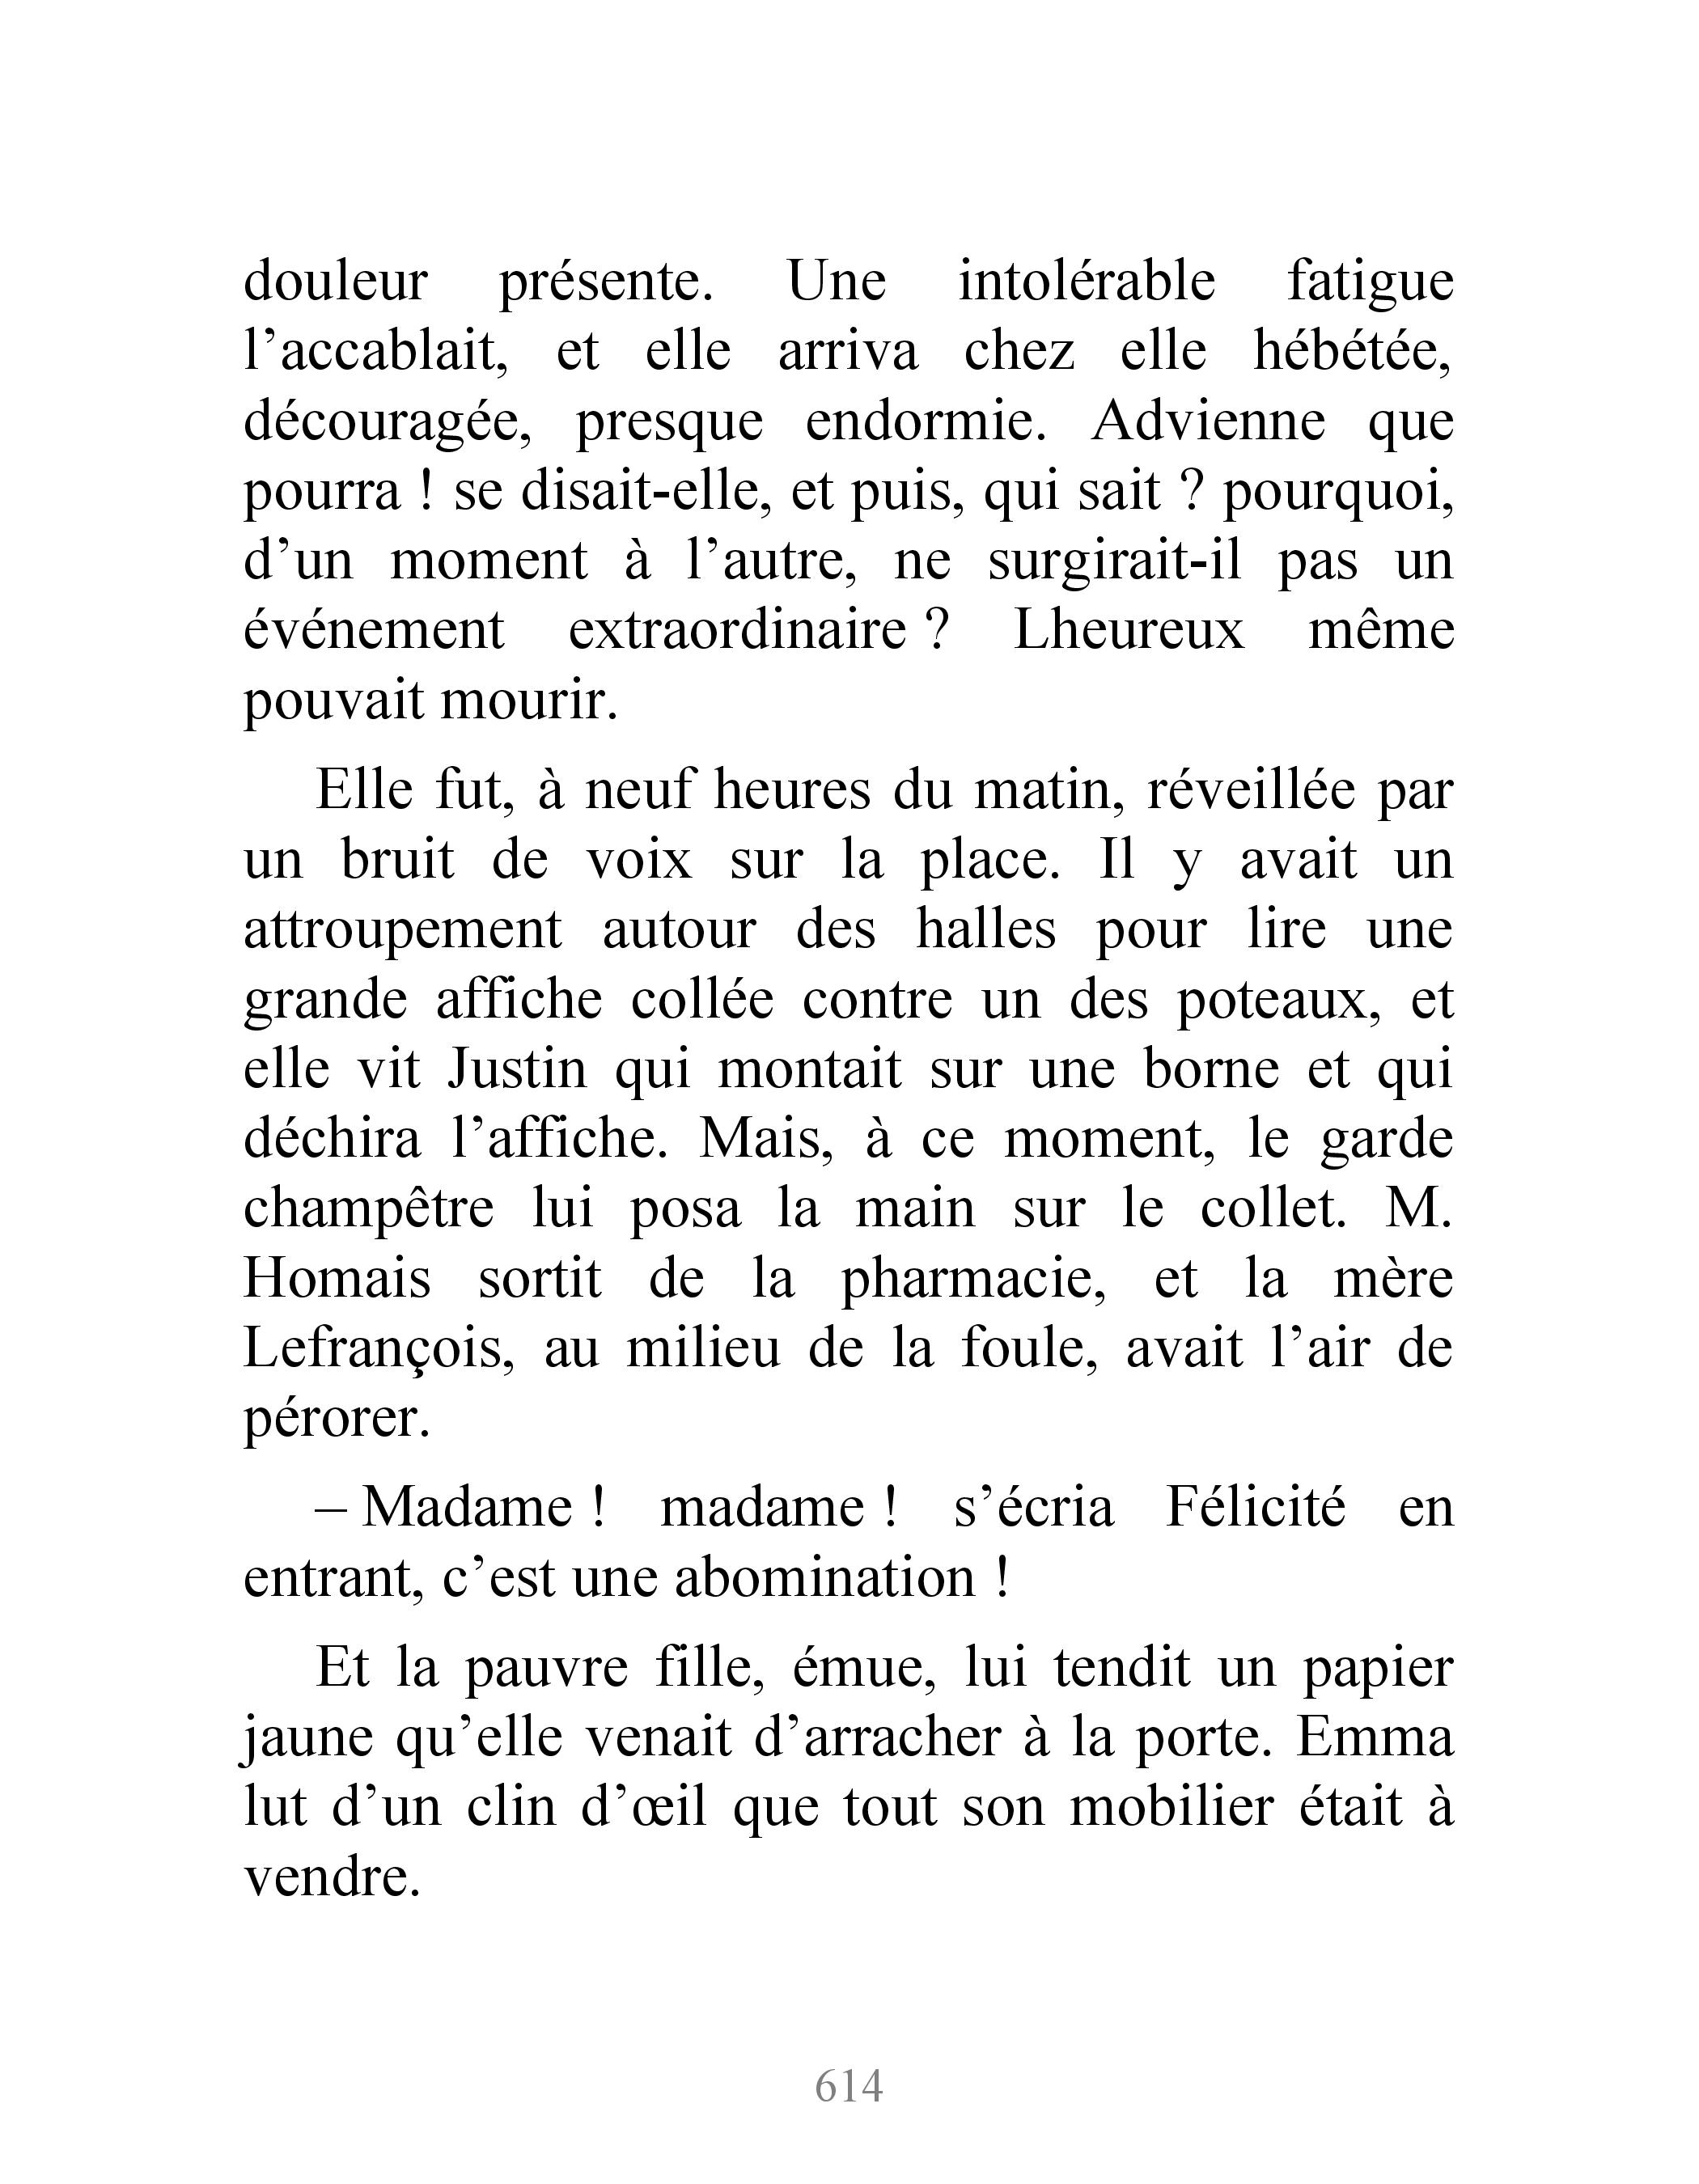 douleur présente. Une intolérable fatigue
l’accablait, et elle arriva chez elle hébétée,
découragée, presque endormie. Advienne que
pourra ! se disait-elle, et puis, qui sait ? pourquoi,
d’un moment à l’autre, ne surgirait-il pas un
événement extraordinaire ? Lheureux même
pouvait mourir.
Elle fut, à neuf heures du matin, réveillée par
un bruit de voix sur la place. Il y avait un
attroupement autour des halles pour lire une
grande affiche collée contre un des poteaux, et
elle vit Justin qui montait sur une borne et qui
déchira l’affiche. Mais, à ce moment, le garde
champêtre lui posa la main sur le collet. M.
Homais sortit de la pharmacie, et la mère
Lefrançois, au milieu de la foule, avait l’air de
pérorer.
– Madame ! madame ! s’écria Félicité en
entrant, c’est une abomination !
Et la pauvre fille, émue, lui tendit un papier
jaune qu’elle venait d’arracher à la porte. Emma
lut d’un clin d’œil que tout son mobilier était à
vendre.
614